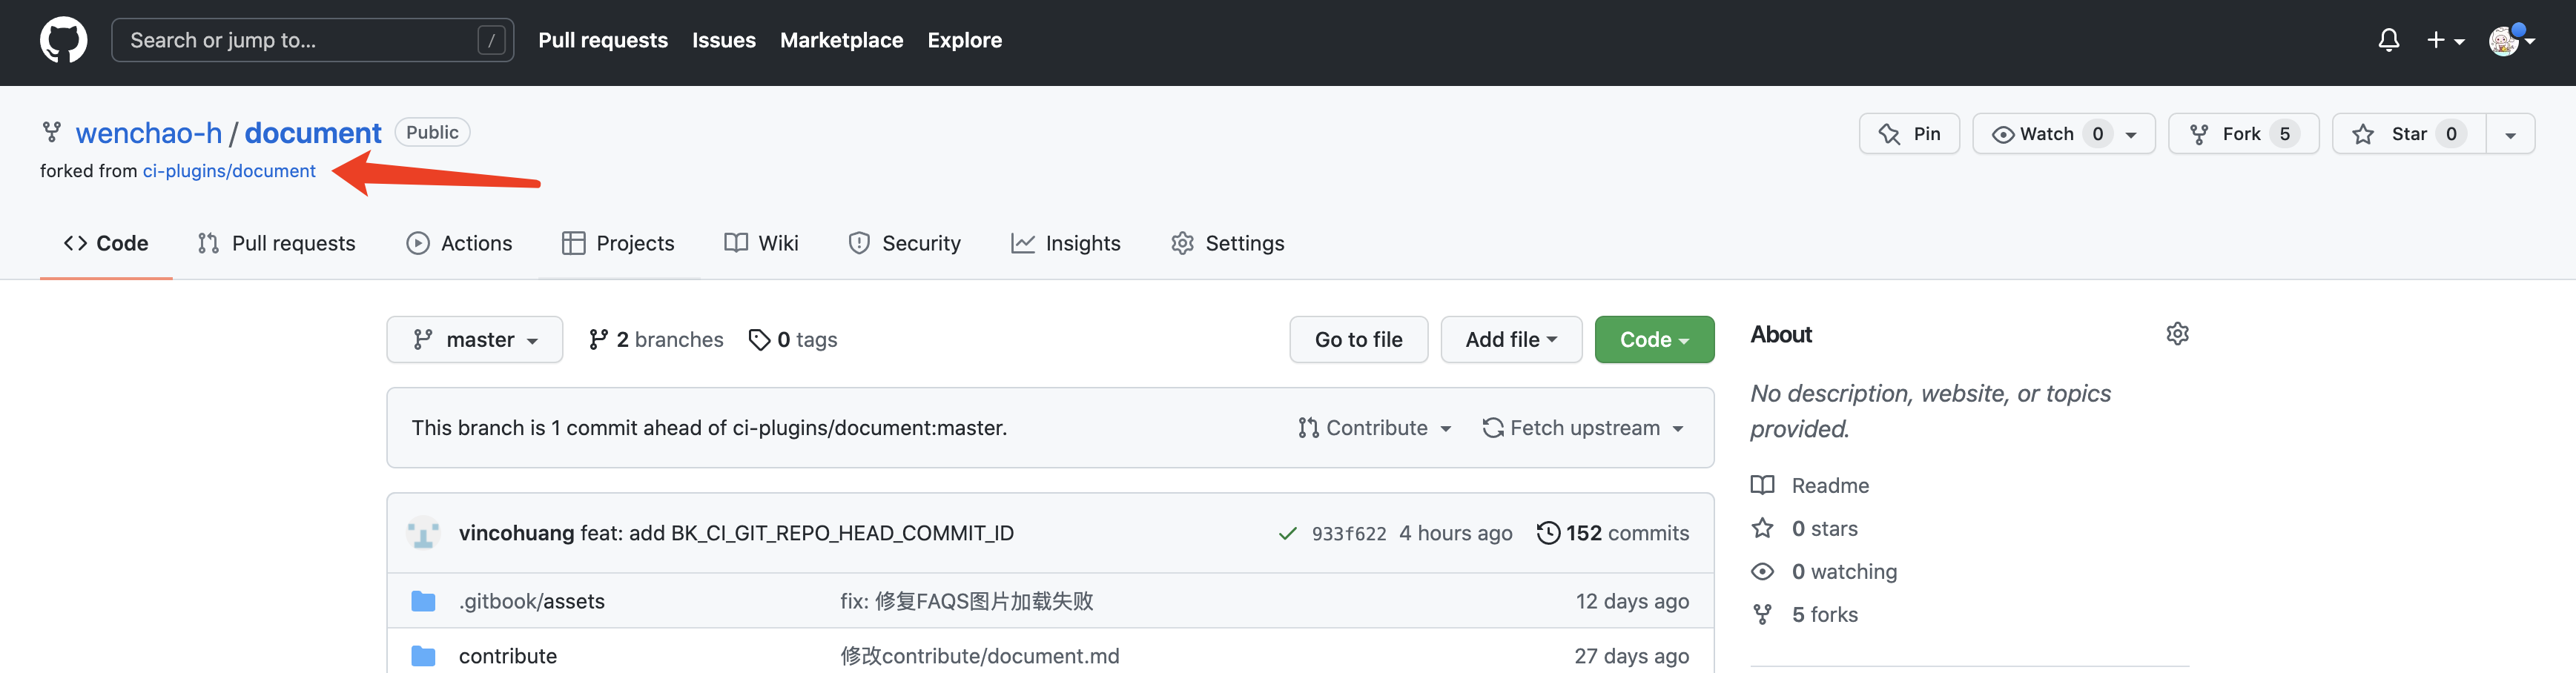 Search or jump to... /
Pull requests Issues Marketplace Explore
wenchao-h / document Public
Pin Watch 0 Fork 5 Star 0
forked from ci-plugins/document
Code Pull requests Actions Projects Wiki Security Insights Settings
master 2 branches 0 tags Go to file Add file Code
This branch is 1 commit ahead of ci-plugins/document:master. Contribute Fetch upstream
vincohuang feat: add BK_CI_GIT_REPO_HEAD_COMMIT_ID 933f622 4 hours ago 152 commits
.gitbook/assets fix: 修复FAQS图片加载失败 12 days ago
contribute 修改contribute/document.md 27 days ago
About
No description, website, or topics
provided.
Readme
0 stars
0 watching
5 forks